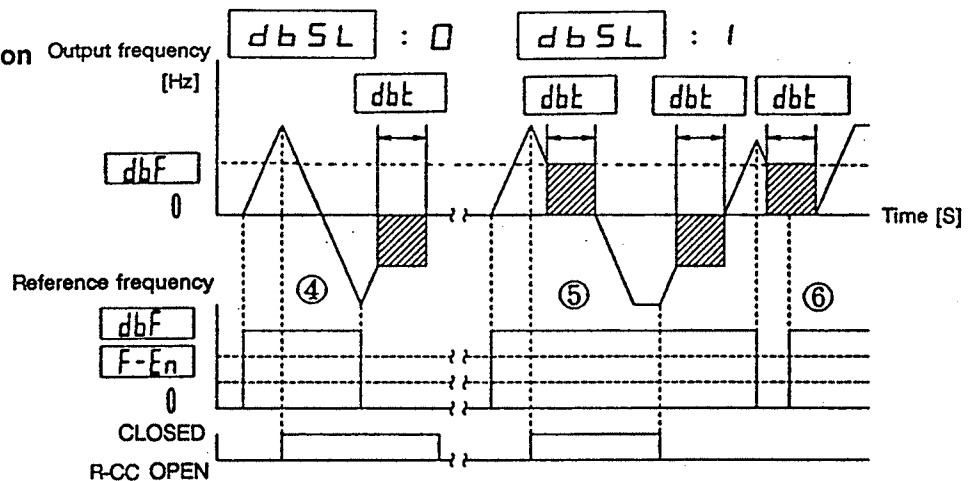 on Output frequency
[Hz]
dbSL : 0
dbSL : 1
dbt
dbt
dbt
dbt
dbF
0
Time [S]
④
⑤
⑥
Reference frequency
dbF
F-En
0
CLOSED
R-CC OPEN